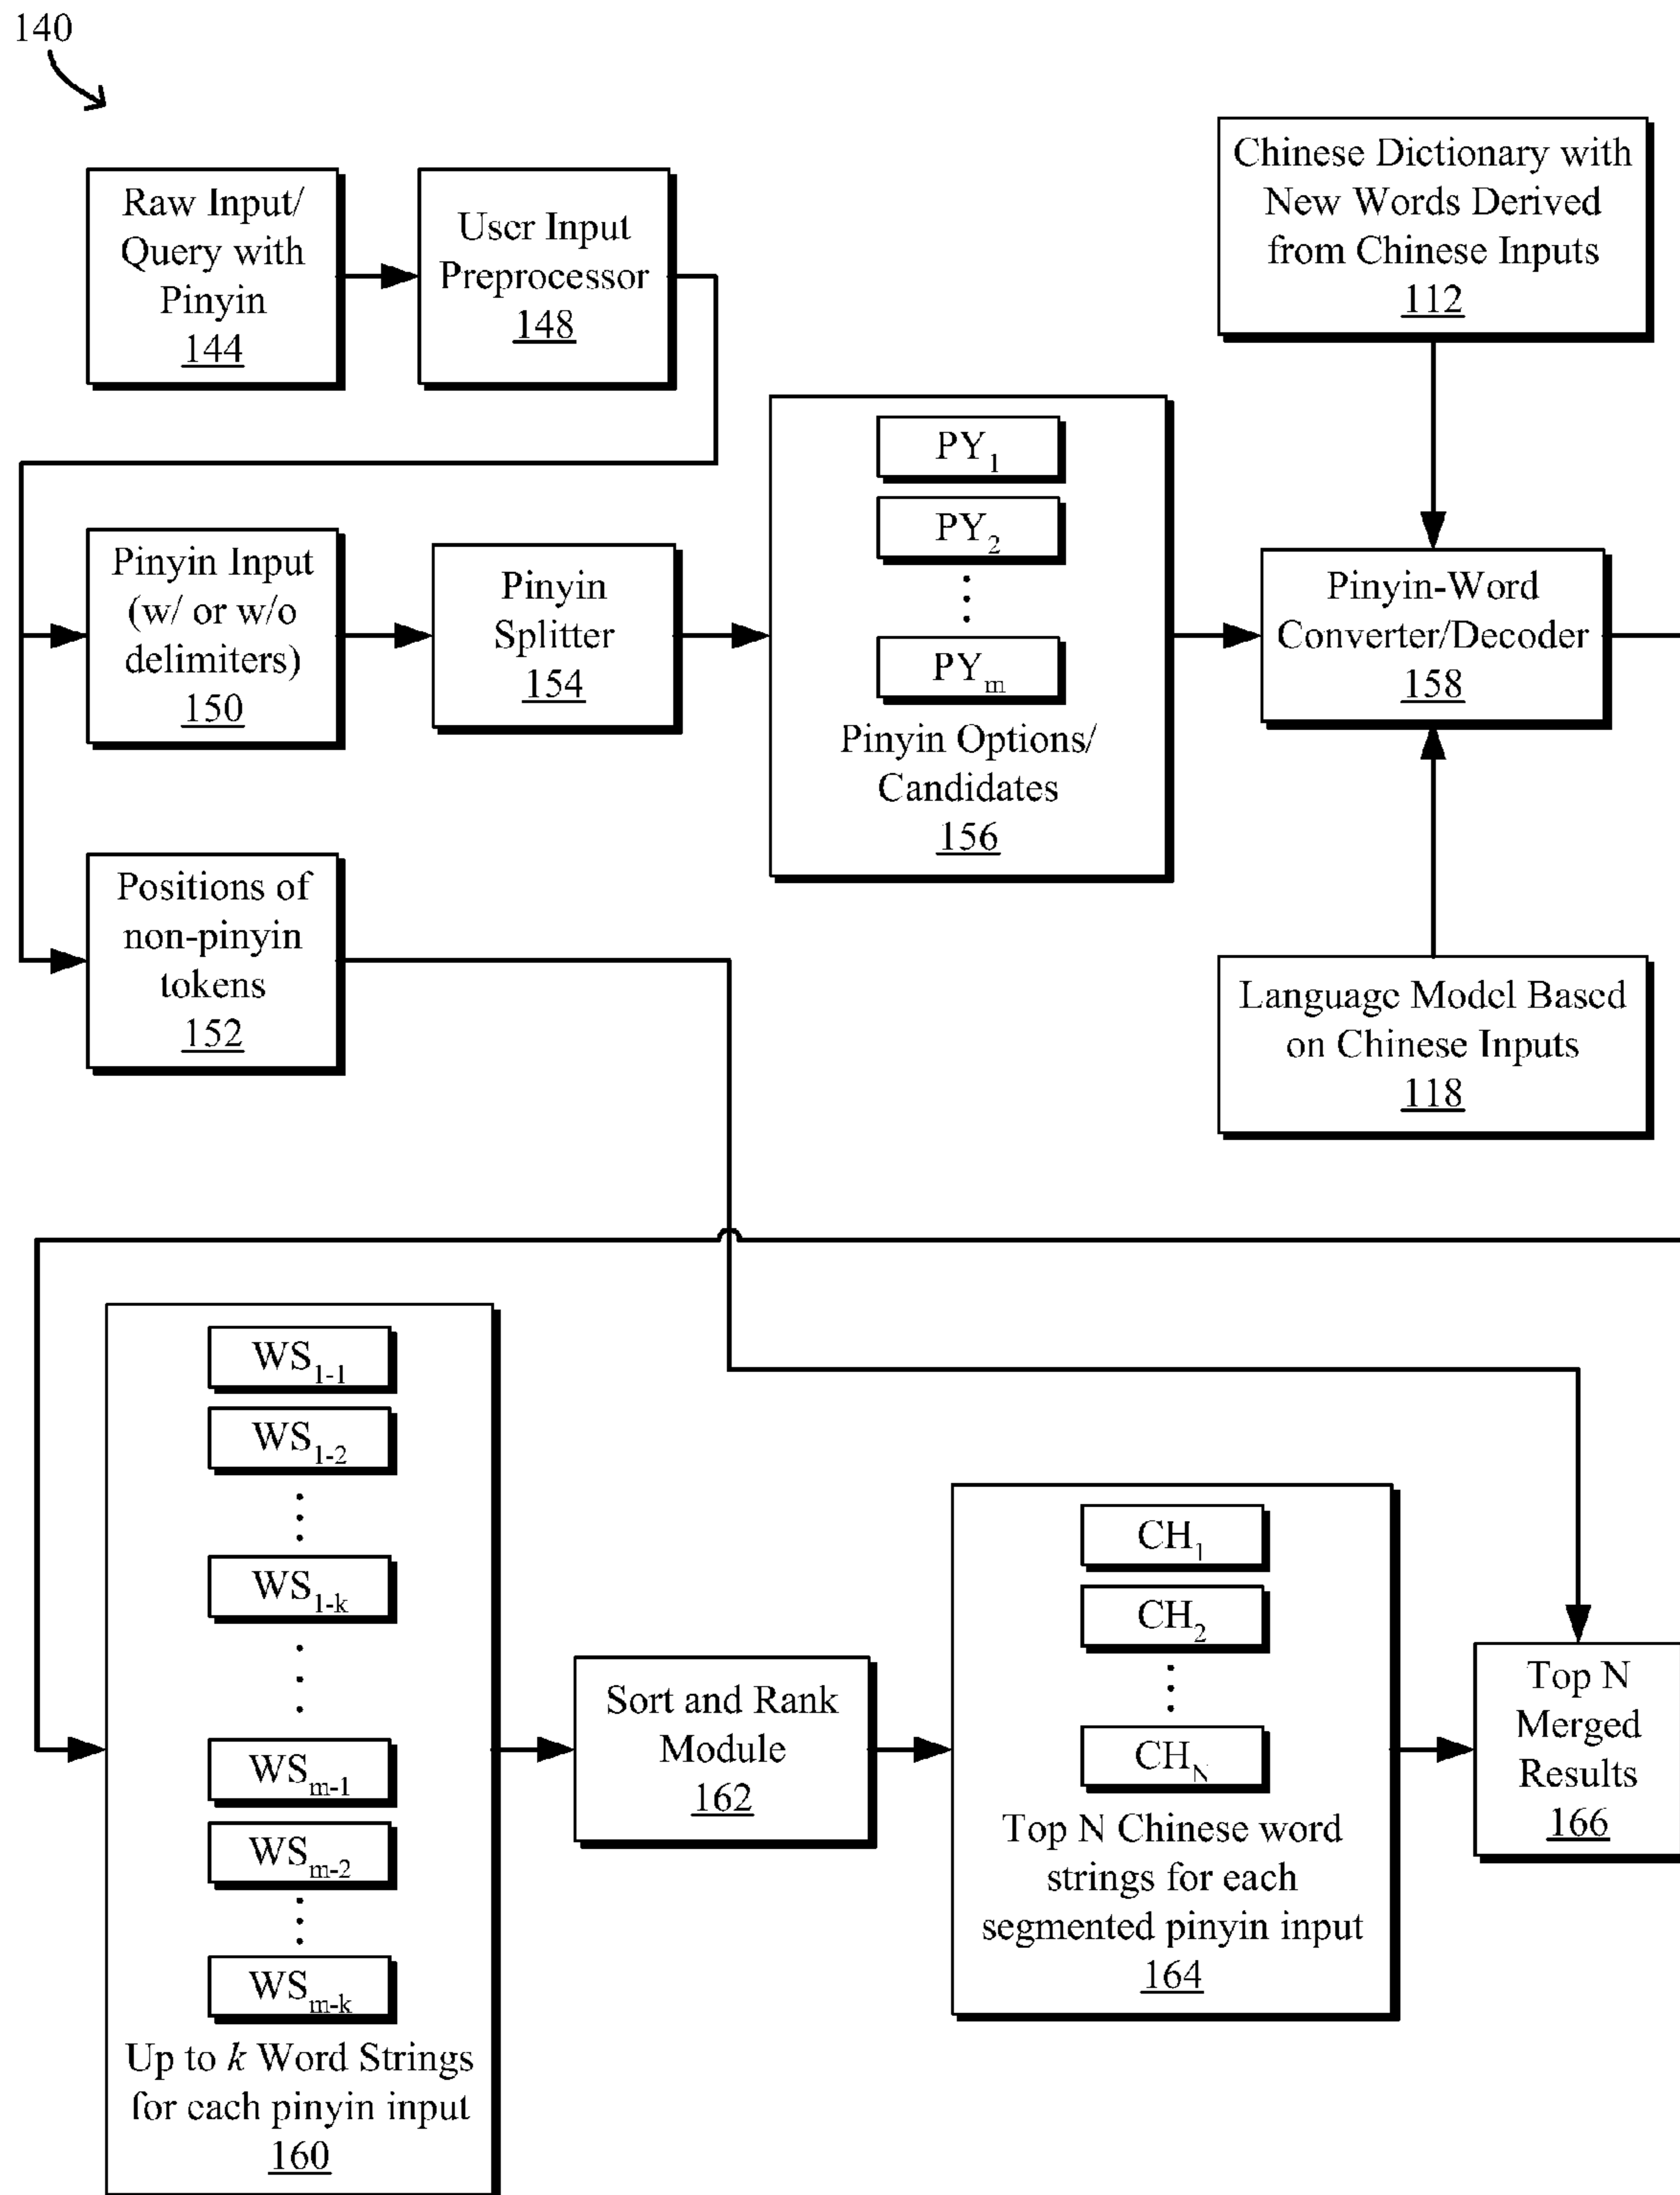 140
Raw Input/
Query with
Pinyin
144
User Input
Preprocessor
148
Chinese Dictionary with
New Words Derived
from Chinese Inputs
112
Pinyin Input
(w/ or w/o
delimiters)
150
Pinyin
Splitter
154
PY1
PY2
PYm
Pinyin Options/
Candidates
156
Pinyin-Word
Converter/Decoder
158
Positions of
non-pinyin
tokens
152
Language Model Based
on Chinese Inputs
118
WS1-1
WS1-2
WS1-k
WSm-1
WSm-2
WSm-k
Up to k Word Strings
for each pinyin input
160
Sort and Rank
Module
162
CH1
CH2
CHN
Top N Chinese word
strings for each
segmented pinyin input
164
Top N
Merged
Results
166